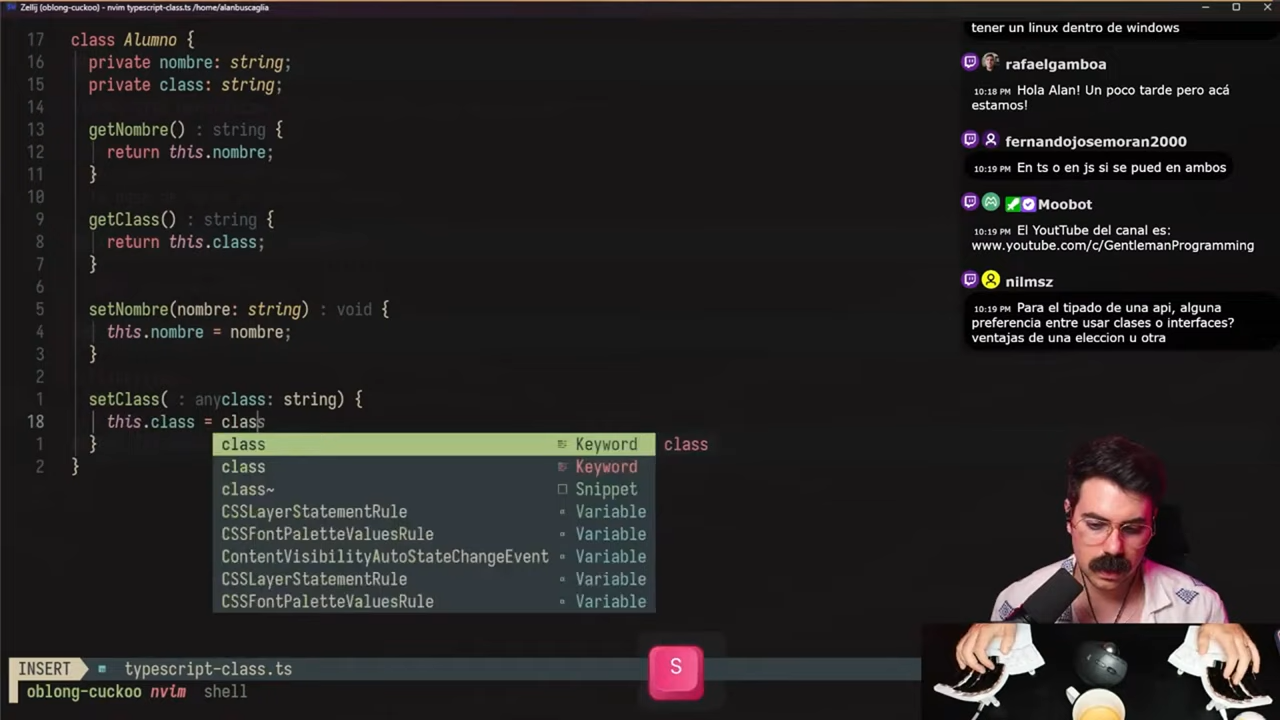 Zellij (oblong-cuckoo) - nvim typescript-class.ts /home/alanbuscaglia
17 class Alumno {
16 private nombre: string;
15 private class: string;
14
13 getNombre() : string {
12 return this.nombre;
11 }
10
9 getClass() : string {
8 return this.class;
7 }
6
5 setNombre(nombre: string) : void {
4 this.nombre = nombre;
3 }
2
1 setClass( : anyclass: string) {
18 this.class = class
1 }
2 }
class Keyword class
class Keyword
class~ Snippet
CSSLayerStatementRule Variable
CSSFontPaletteValuesRule Variable
ContentVisibilityAutoStateChangeEvent Variable
CSSLayerStatementRule Variable
CSSFontPaletteValuesRule Variable
INSERT typescript-class.ts
oblong-cuckoo nvim shell
S
tener un linux dentro de windows
rafaelgamboa
10:18 PM Hola Alan! Un poco tarde pero acá
estamos!
fernandojosemoran2000
10:19 PM En ts o en js si se pued en ambos
Moobot
10:19 PM El YoutTube del canal es:
www.youtube.com/c/GentlemanProgramming
nilmsz
10:19 PM Para el tipado de una api, alguna
preferencia entre usar clases o interfaces?
ventajas de una eleccion u otra